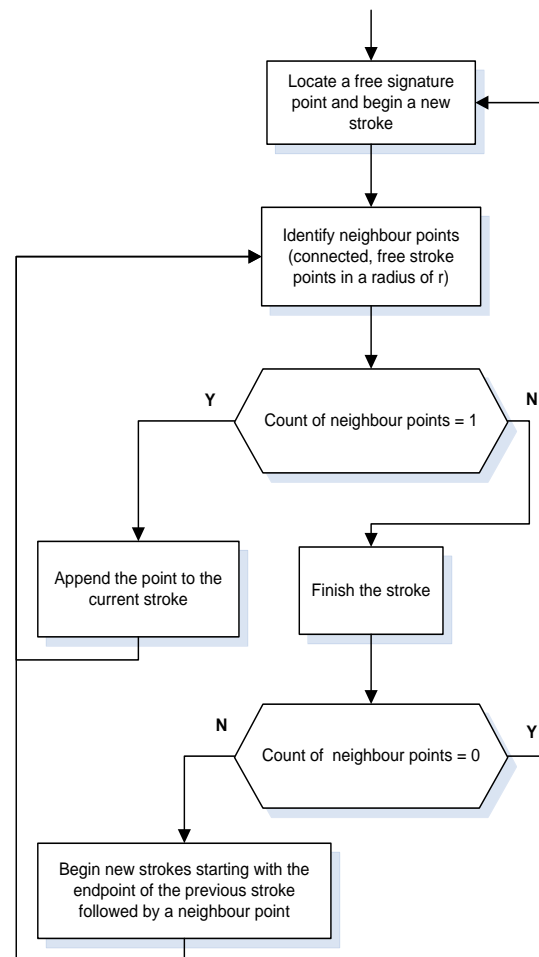 Locate a free signature
point and begin a new
stroke
Identify neighbour points
(connected, free stroke
points in a radius of r)
Y
N
Count of neighbour points = 1
Append the point to the
current stroke
Finish the stroke
N
Y
Count of  neighbour points = 0
Begin new strokes starting with the
endpoint of the previous stroke
followed by a neighbour point